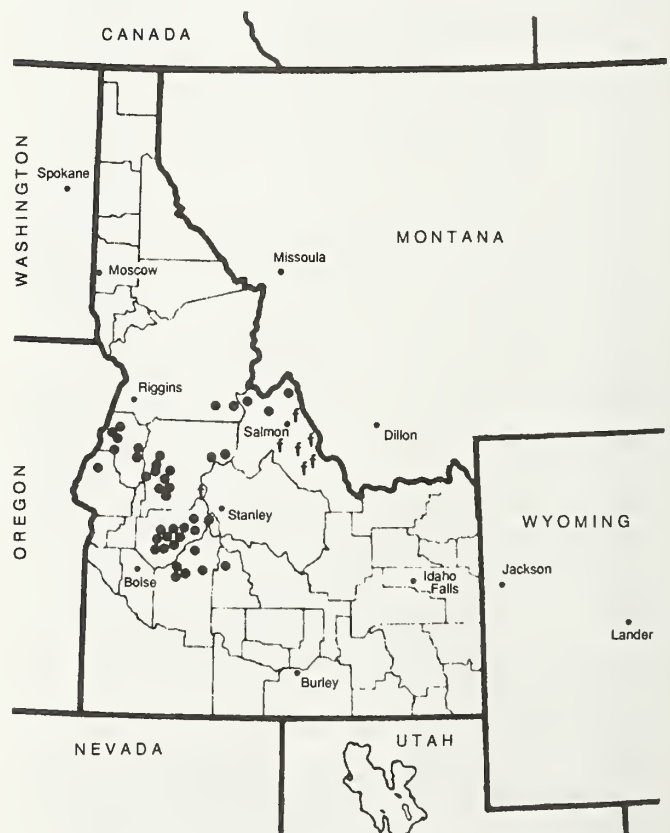 CANADA
WASHINGTON
Spokane
MONTANA
Missoula
Moscow
Riggins
Salmon
f
f
f
f
f
f
f
Dillon
OREGON
Stanley
WYOMING
Boise
Idaho
Falls
Jackson
Lander
Burley
NEVADA
UTAH